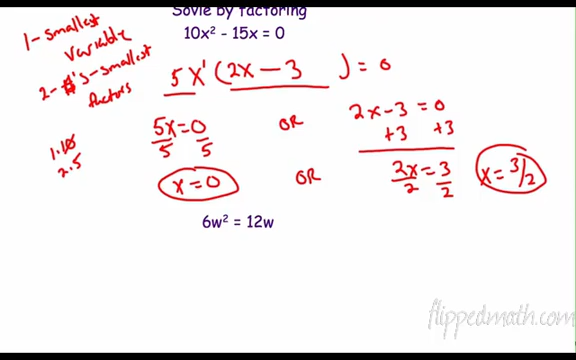 Solve by factoring
10x² - 15x = 0
1 - smallest
variable
2 - #'s - smallest
factors
1·10
2·5
5x¹ ( 2x - 3 ) = 0
5x = 0
5 5
OR
2x - 3 = 0
+3 +3
x = 0
OR
2x = 3
2 2
x = 3/2
6w² = 12w
flippedmath.com